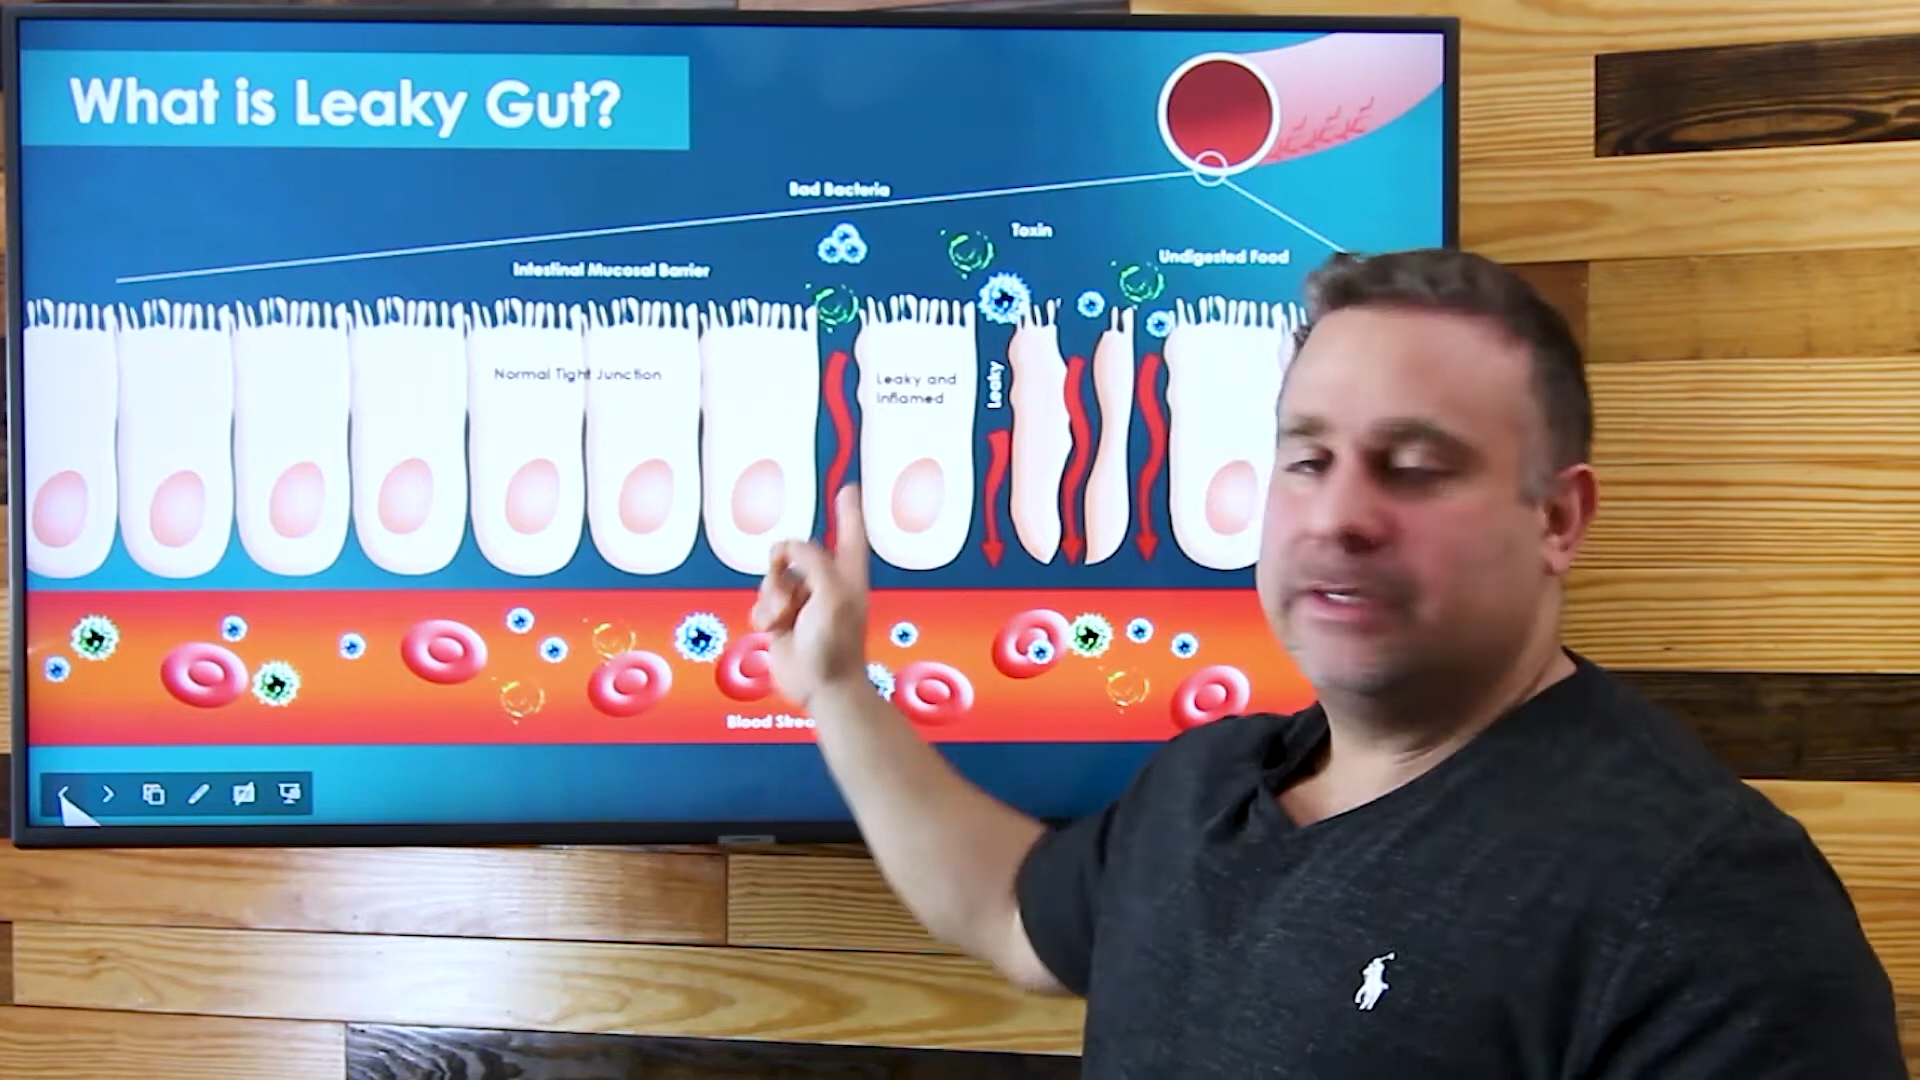 What is Leaky Gut?
Bad Bacteria
Toxin
Undigested Food
Intestinal Mucosal Barrier
Normal Tight Junction
Leaky and
Inflamed
Leaky
Blood